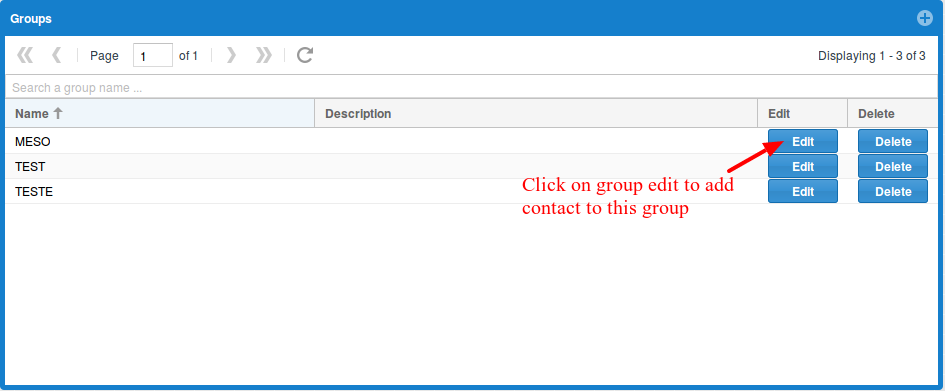 Groups
Page 1 of 1 Displaying 1 - 3 of 3
Search a group name ...
Name Description Edit Delete
MESO Edit Delete
TEST Edit Delete
TESTE Edit Delete
Click on group edit to add
contact to this group